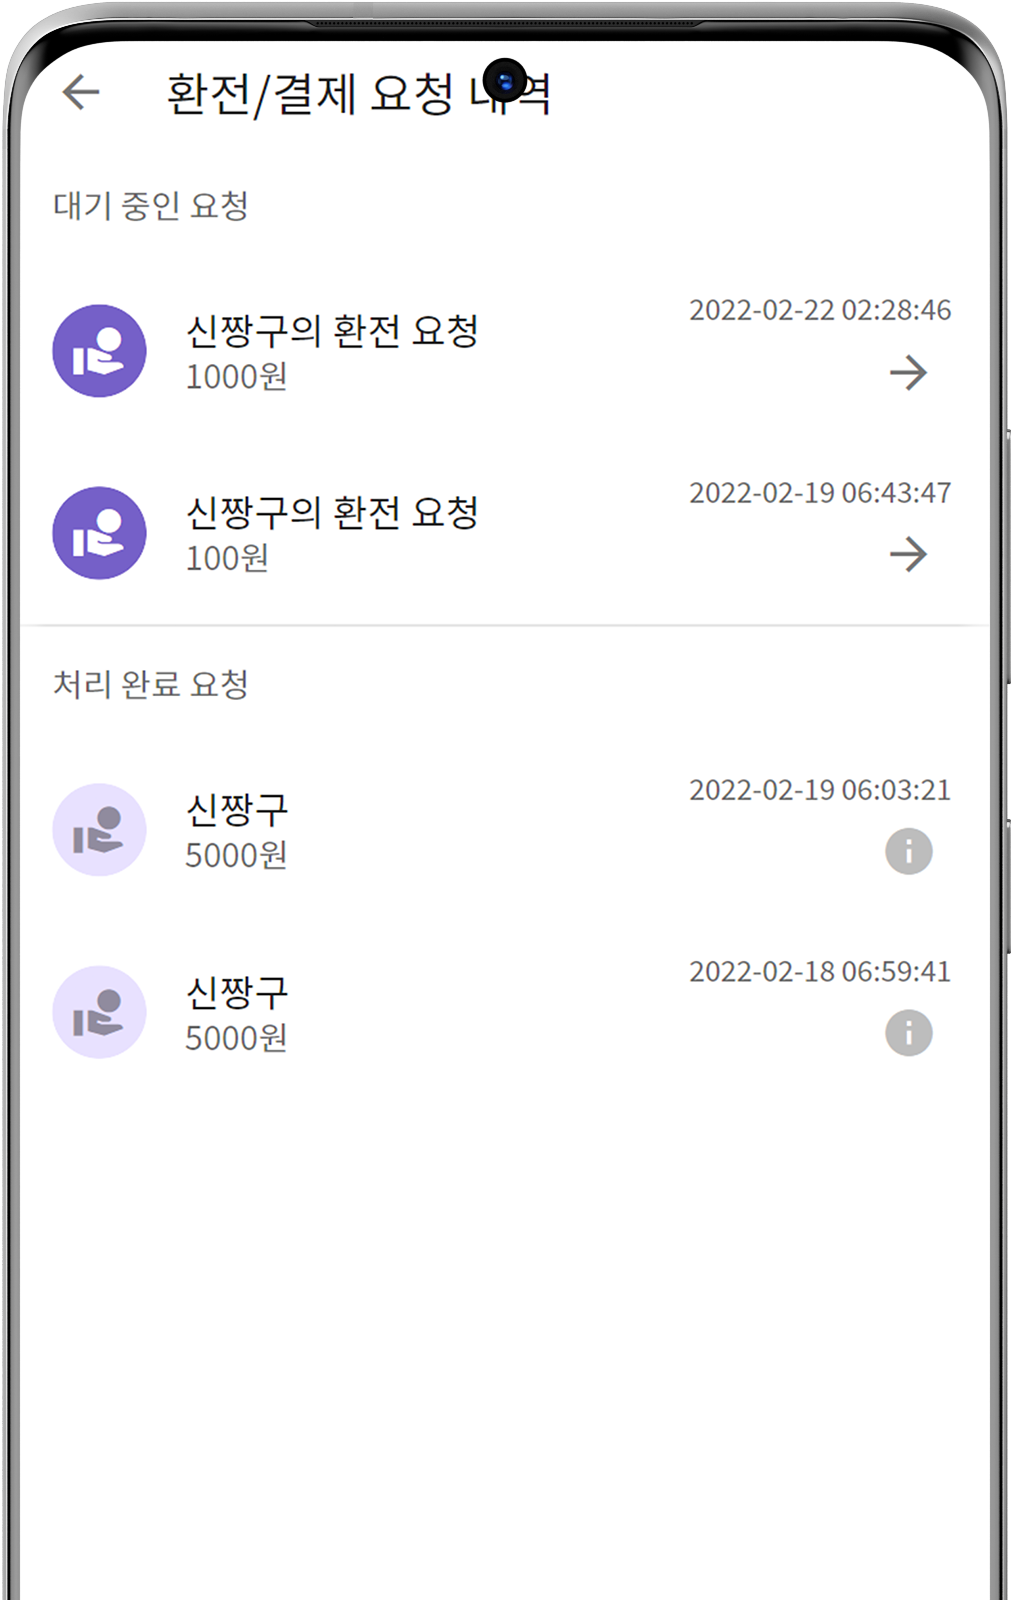 환전/결제 요청 내역
대기 중인 요청
신짱구의 환전 요청
2022-02-22 02:28:46
1000원
신짱구의 환전 요청
2022-02-19 06:43:47
100원
처리 완료 요청
신짱구
2022-02-19 06:03:21
5000원
신짱구
2022-02-18 06:59:41
5000원